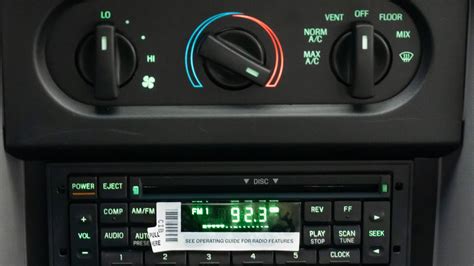 LO
HI
OFF
VENT
FLOOR
NORM
A/C
MIX
MAX
A/C
DISC
POWER
EJECT
FM 1
92.3
COMP
AM/FM
REV
FF
SEE OPERATING GUIDE FOR RADIO FEATURES
AUDIO
AUTO
PLAY
STOP
SCAN
TUNE
SEEK
CLOCK